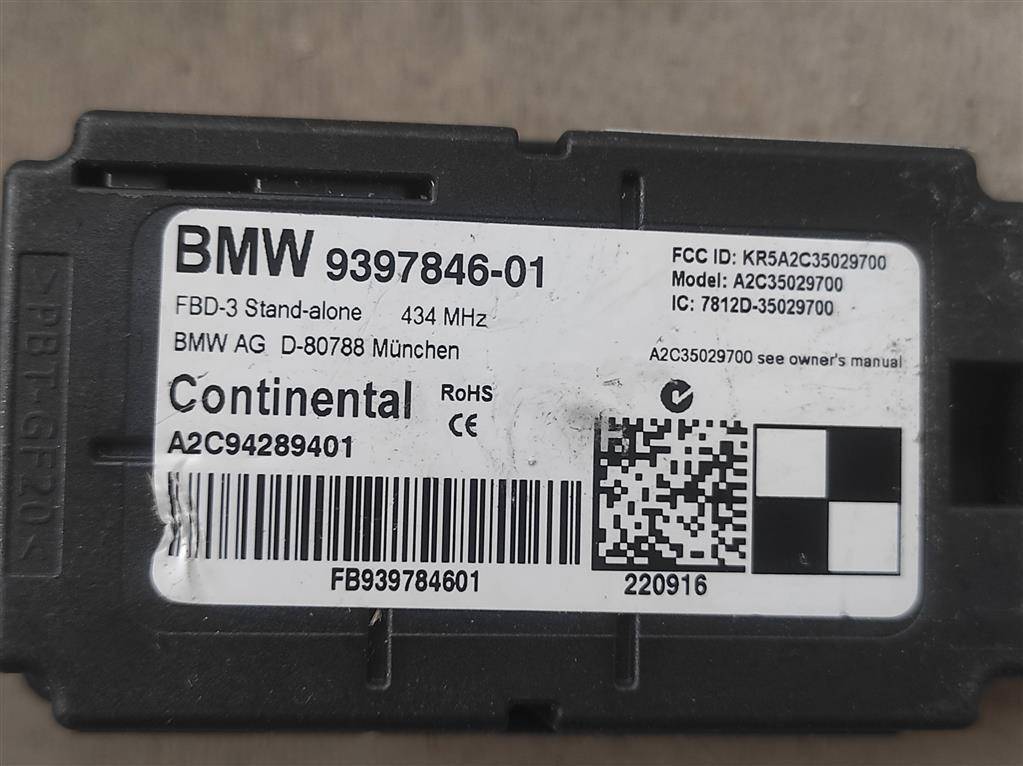 BMW 9397846-01
FBD-3 Stand-alone 434 MHz
BMW AG D-80788 München
FCC ID: KR5A2C35029700
Model: A2C35029700
IC: 7812D-35029700
A2C35029700 see owner's manual
Continental
RoHS
CE
A2C94289401
FB939784601
220916
>PBT-GF20<